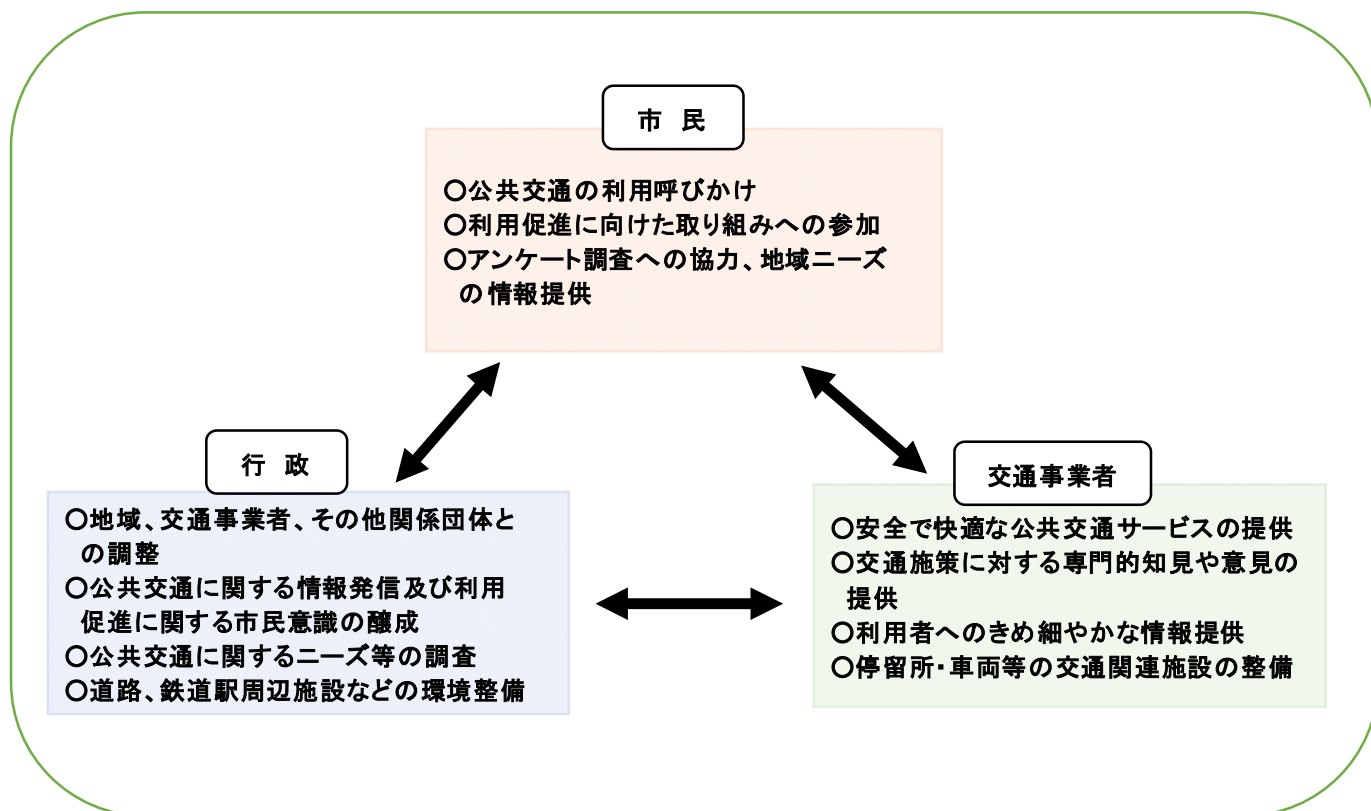 市 民
○公共交通の利用呼びかけ
○利用促進に向けた取り組みへの参加
○アンケート調査への協力、地域ニーズ
の情報提供
行 政
○地域、交通事業者、その他関係団体と
の調整
○公共交通に関する情報発信及び利用
促進に関する市民意識の醸成
○公共交通に関するニーズ等の調査
○道路、鉄道駅周辺施設などの環境整備
交通事業者
○安全で快適な公共交通サービスの提供
○交通施策に対する専門的知見や意見の
提供
○利用者へのきめ細やかな情報提供
○停留所・車両等の交通関連施設の整備